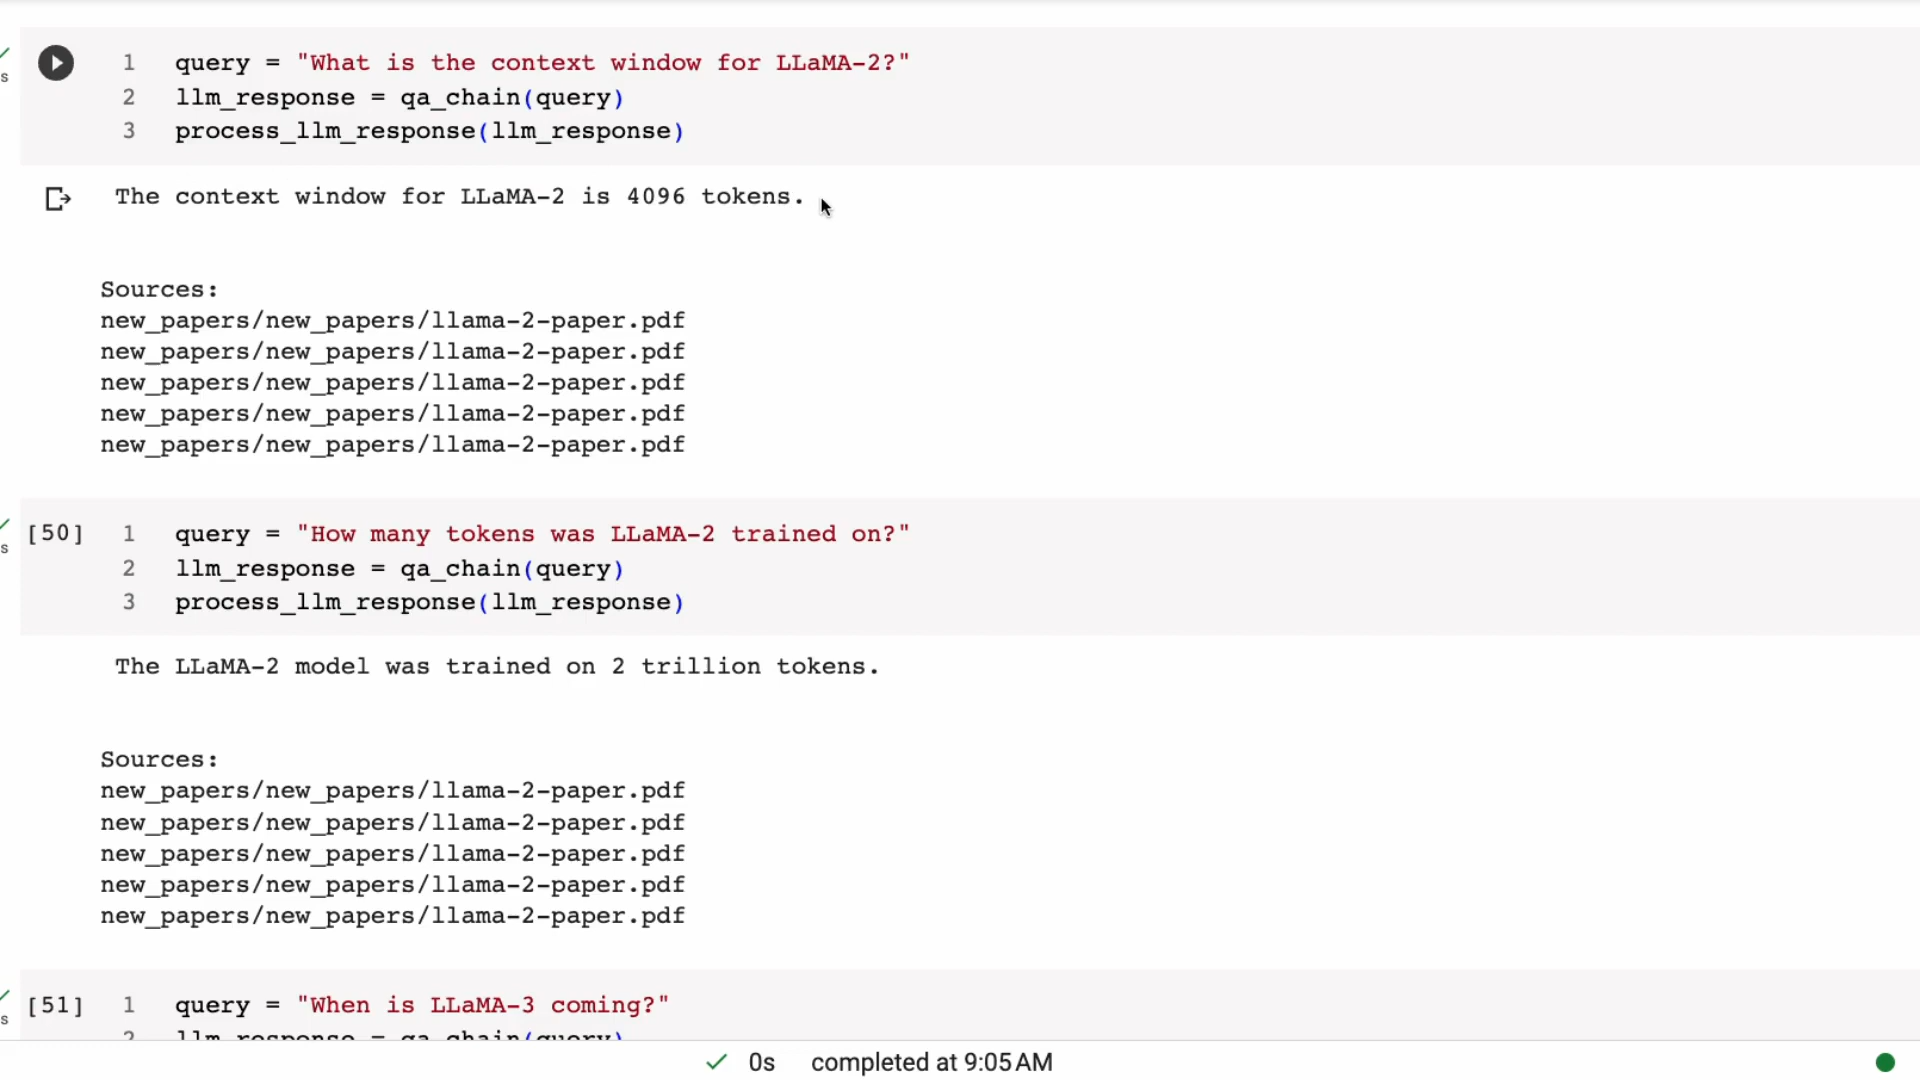 1 query = "What is the context window for LLaMA-2?"
s
2 llm_response = qa_chain(query)
3 process_llm_response(llm_response)
The context window for LLaMA-2 is 4096 tokens.
Sources:
new_papers/new_papers/llama-2-paper.pdf
new_papers/new_papers/llama-2-paper.pdf
new_papers/new_papers/llama-2-paper.pdf
new_papers/new_papers/llama-2-paper.pdf
new_papers/new_papers/llama-2-paper.pdf
[50] 1 query = "How many tokens was LLaMA-2 trained on?"
s
2 llm_response = qa_chain(query)
3 process_llm_response(llm_response)
The LLaMA-2 model was trained on 2 trillion tokens.
Sources:
new_papers/new_papers/llama-2-paper.pdf
new_papers/new_papers/llama-2-paper.pdf
new_papers/new_papers/llama-2-paper.pdf
new_papers/new_papers/llama-2-paper.pdf
new_papers/new_papers/llama-2-paper.pdf
[51] 1 query = "When is LLaMA-3 coming?"
s
2 llm_response = qa_chain(query)
0s completed at 9:05 AM